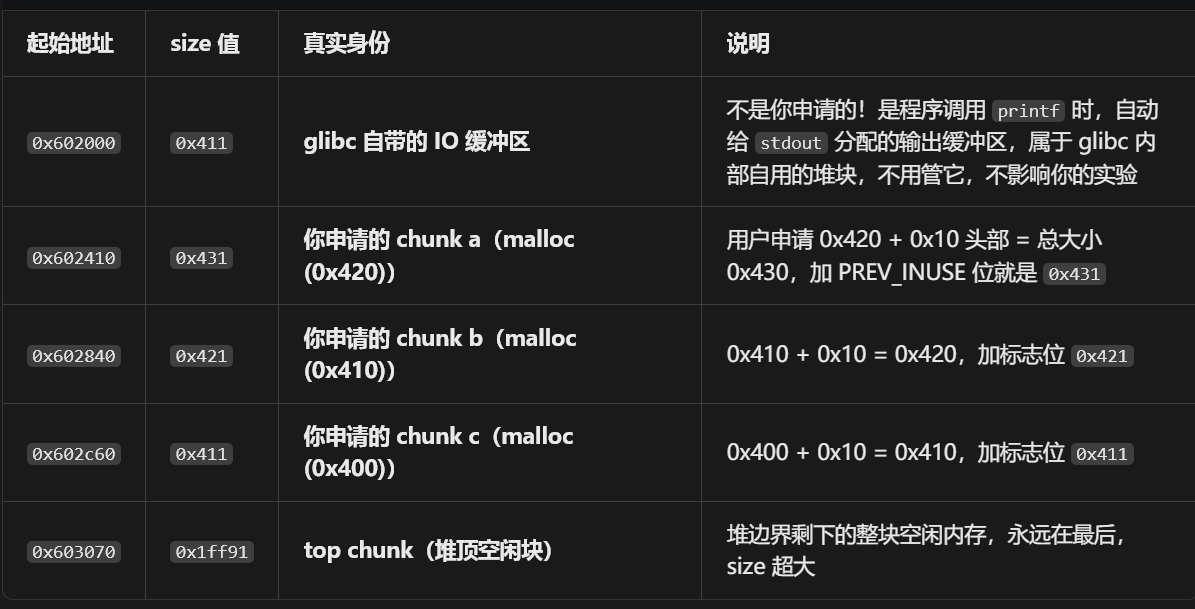 起始地址 size 值 真实身份 说明
0x602000 0x411 glibc 自带的 IO 缓冲区 不是你申请的！是程序调用 printf 时，自动
给 stdout 分配的输出缓冲区，属于 glibc 内
部自用的堆块，不用管它，不影响你的实验
0x602410 0x431 你申请的 chunk a（malloc
(0x420)） 用户申请 0x420 + 0x10 头部 = 总大小
0x430，加 PREV_INUSE 位就是 0x431
0x602840 0x421 你申请的 chunk b（malloc
(0x410)） 0x410 + 0x10 = 0x420，加标志位 0x421
0x602c60 0x411 你申请的 chunk c（malloc
(0x400)） 0x400 + 0x10 = 0x410，加标志位 0x411
0x603070 0x1ff91 top chunk（堆顶空闲块） 堆边界剩下的整块空闲内存，永远在最后，
size 超大